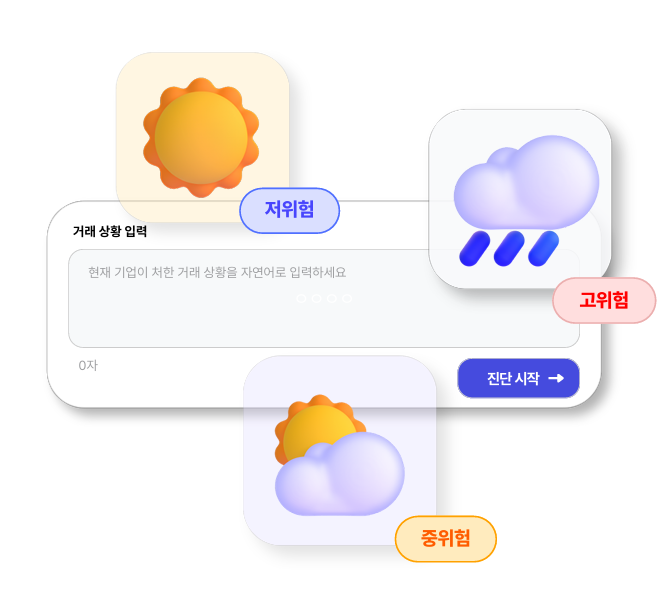 저위험
거래 상황 입력
현재 기업이 처한 거래 상황을 자연어로 입력하세요
고위험
0자
진단 시작 →
중위험